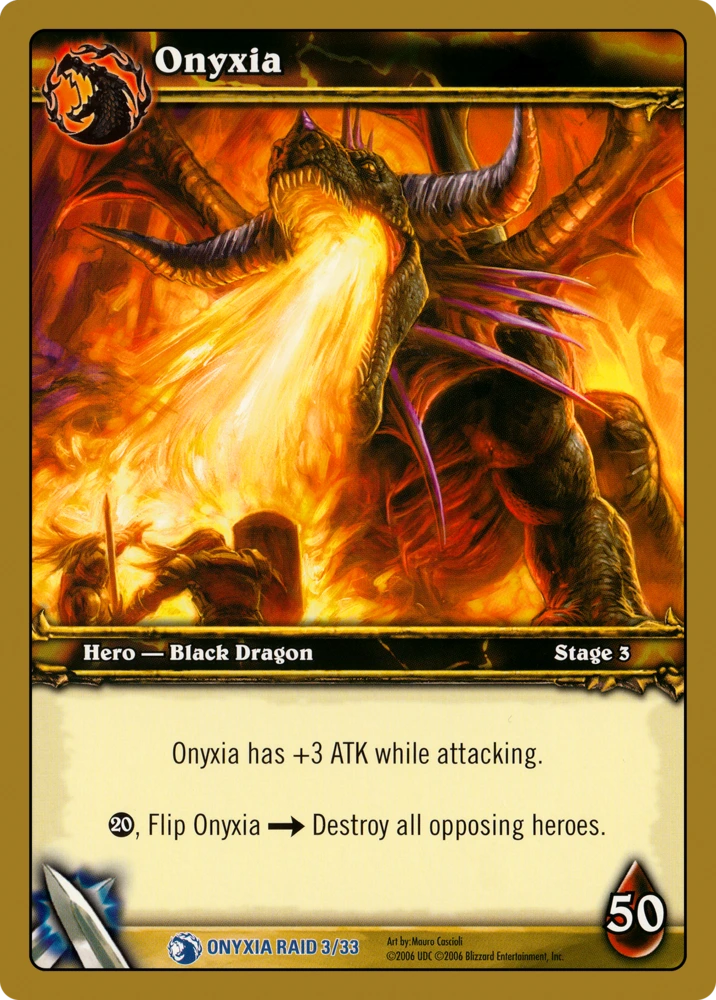 Onyxia
Hero — Black Dragon
Stage 3
Onyxia has +3 ATK while attacking.
20, Flip Onyxia → Destroy all opposing heroes.
50
ONYXIA RAID 3/33
Art by: Mauro Cascioli
©2006 UDC ©2006 Blizzard Entertainment, Inc.